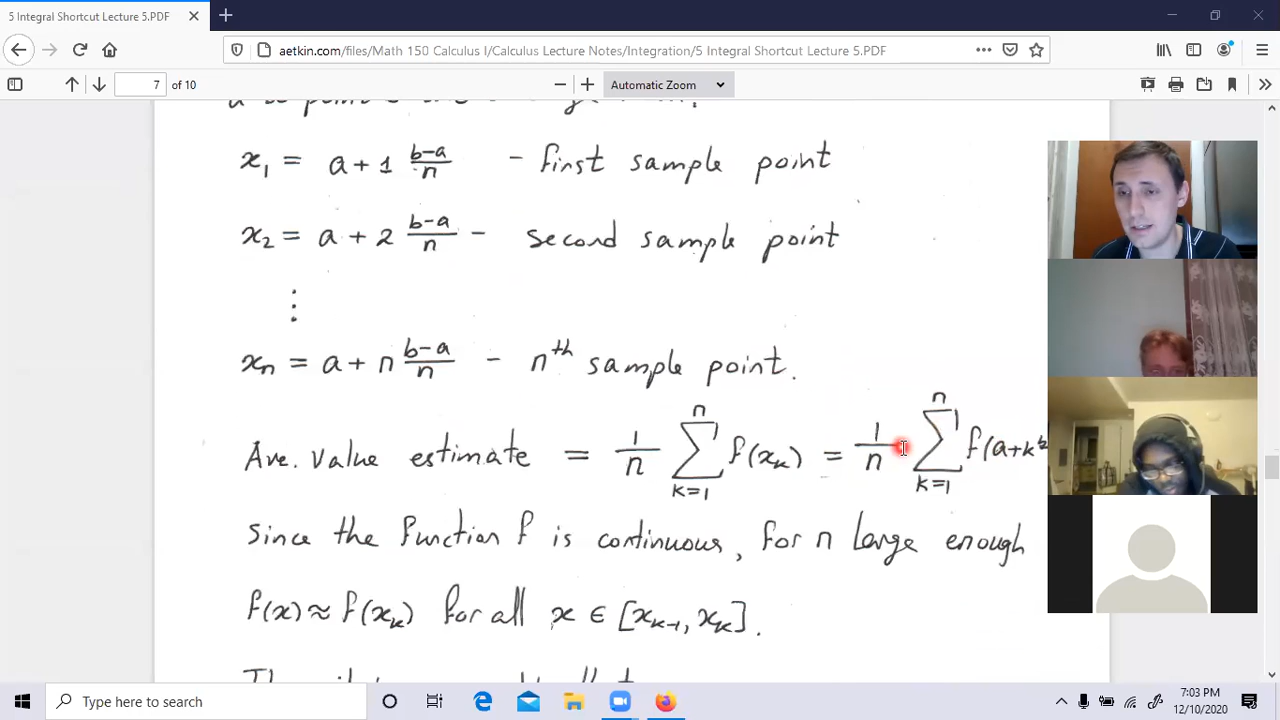 5 Integral Shortcut Lecture 5.PDF
aetkin.com/files/Math 150 Calculus I/Calculus Lecture Notes/Integration/5 Integral Shortcut Lecture 5.PDF
7 of 10
Automatic Zoom
x₁ = a + 1 (b-a)/n - first sample point
x₂ = a + 2 (b-a)/n - second sample point
⋮
xₙ = a + n (b-a)/n - nᵗʰ sample point.
Ave. value estimate = 1/n ∑ₖ₌₁ⁿ f(xₖ) = 1/n ∑ₖ₌₁ⁿ f(a+k
Since the function f is continuous, for n large enough
f(x) ≈ f(xₖ) for all x ∈ [xₖ₋₁, xₖ].
Type here to search
7:03 PM
12/10/2020